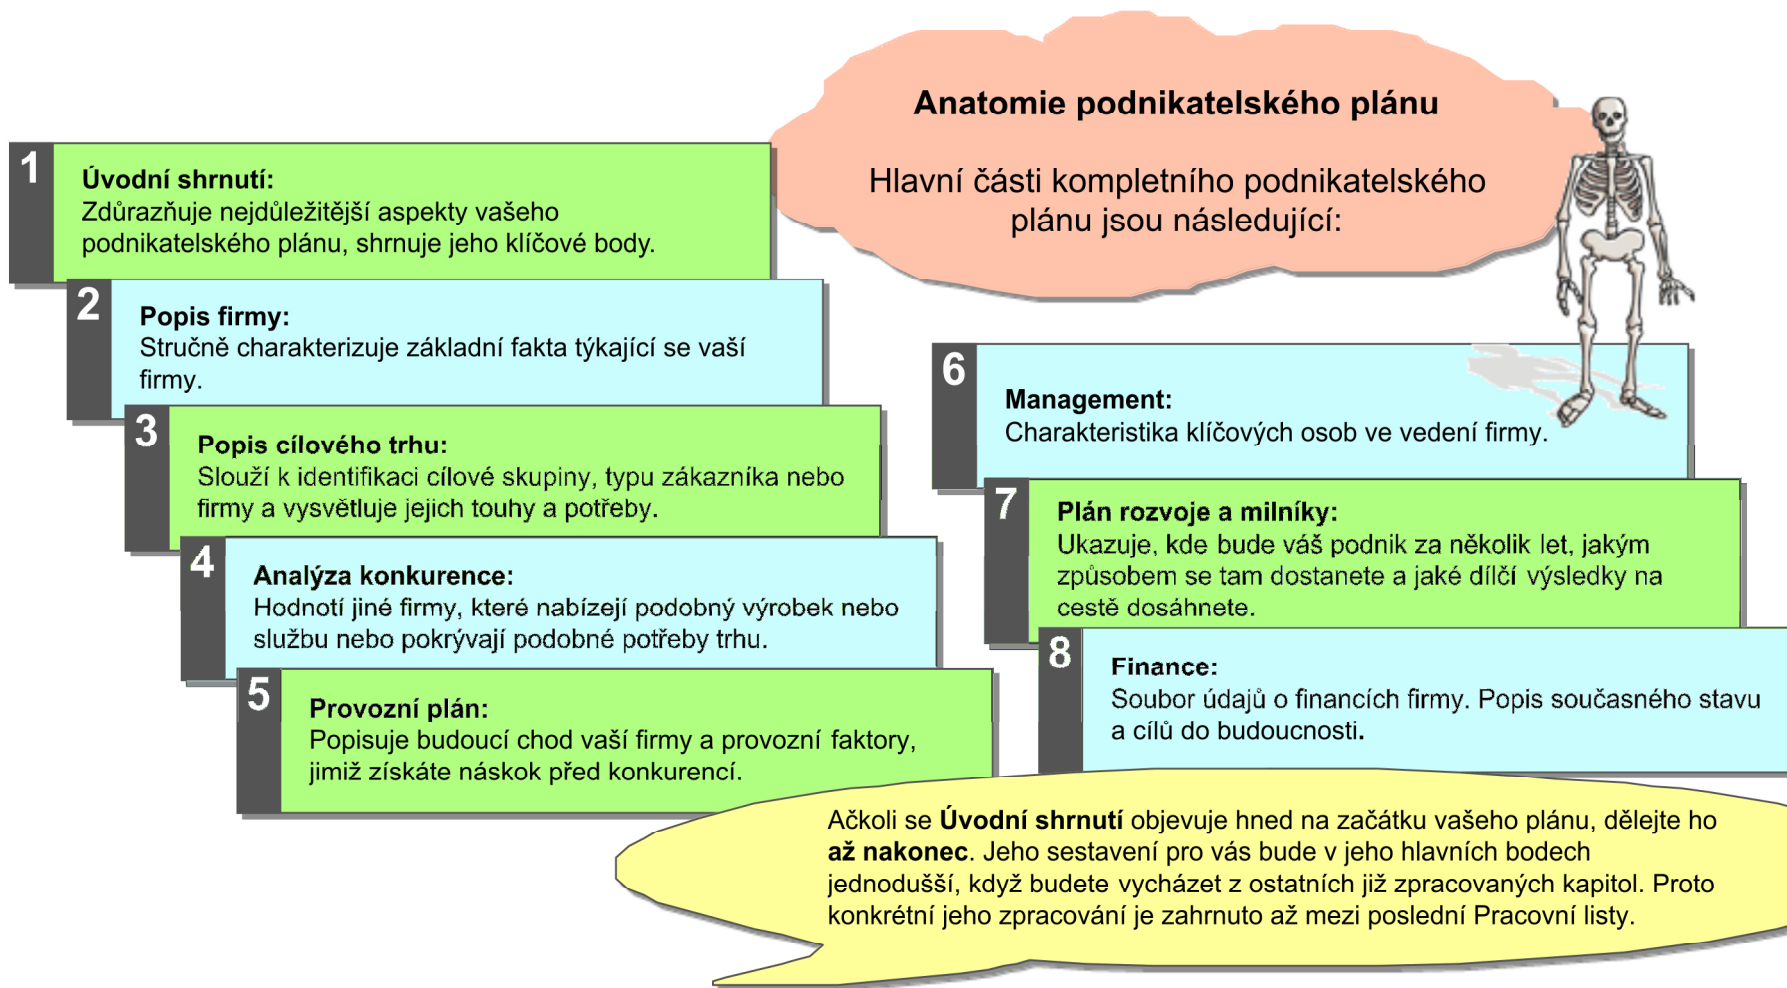 Anatomie podnikatelského plánu
Hlavní části kompletního podnikatelského
plánu jsou následující:
1
Úvodní shrnutí:
Zdůrazňuje nejdůležitější aspekty vašeho
podnikatelského plánu, shrnuje jeho klíčové body.
2
Popis firmy:
Stručně charakterizuje základní fakta týkající se vaší
firmy.
3
Popis cílového trhu:
Slouží k identifikaci cílové skupiny, typu zákazníka nebo
firmy a vysvětluje jejich touhy a potřeby.
4
Analýza konkurence:
Hodnotí jiné firmy, které nabízejí podobný výrobek nebo
službu nebo pokrývají podobné potřeby trhu.
5
Provozní plán:
Popisuje budoucí chod vaší firmy a provozní faktory,
jimiž získáte náskok před konkurencí.
6
Management:
Charakteristika klíčových osob ve vedení firmy.
7
Plán rozvoje a milníky:
Ukazuje, kde bude váš podnik za několik let, jakým
způsobem se tam dostanete a jaké dílčí výsledky na
cestě dosáhnete.
8
Finance:
Soubor údajů o financích firmy. Popis současného stavu
a cílů do budoucnosti.
Ačkoli se Úvodní shrnutí objevuje hned na začátku vašeho plánu, dělejte ho
až nakonec. Jeho sestavení pro vás bude v jeho hlavních bodech
jednodušší, když budete vycházet z ostatních již zpracovaných kapitol. Proto
konkrétní jeho zpracování je zahrnuto až mezi poslední Pracovní listy.